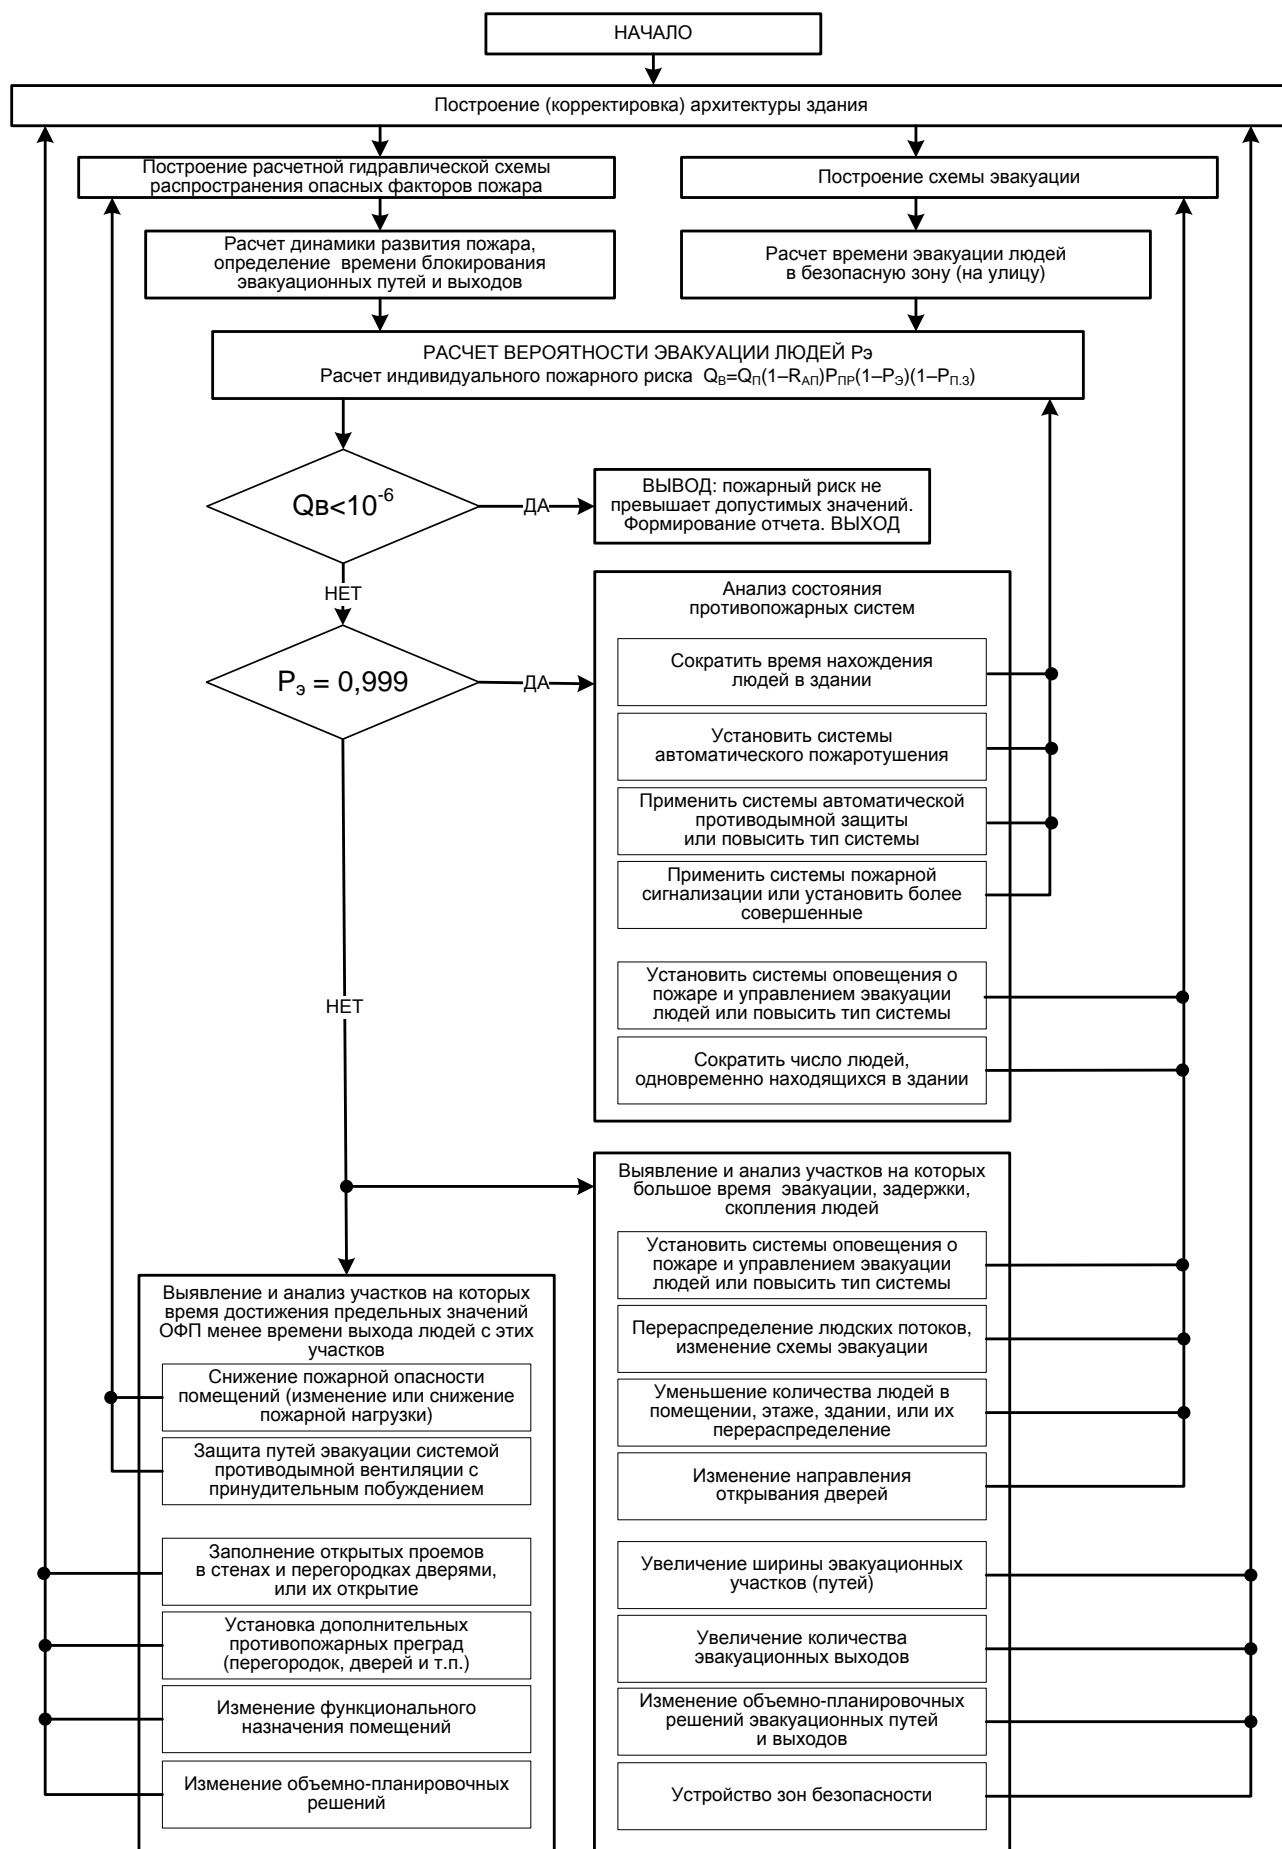 НАЧАЛО
Построение (корректировка) архитектуры здания
Построение расчетной гидравлической схемы
распространения опасных факторов пожара
Построение схемы эвакуации
Расчет динамики развития пожара,
определение времени блокирования
эвакуационных путей и выходов
Расчет времени эвакуации людей
в безопасную зону (на улицу)
РАСЧЕТ ВЕРОЯТНОСТИ ЭВАКУАЦИИ ЛЮДЕЙ Pэ
Расчет индивидуального пожарного риска Qв=Qп(1–Rап)Pпр(1–Pэ)(1–Pп.з)
Qв<10⁻⁶
ДА
ВЫВОД: пожарный риск не
превышает допустимых значений.
Формирование отчета. ВЫХОД
НЕТ
Pэ = 0,999
ДА
Анализ состояния
противопожарных систем
Сократить время нахождения
людей в здании
Установить системы
автоматического пожаротушения
Применить системы автоматической
противодымной защиты
или повысить тип системы
Применить системы пожарной
сигнализации или установить более
совершенные
Установить системы оповещения о
пожаре и управлением эвакуации
людей или повысить тип системы
Сократить число людей,
одновременно находящихся в здании
НЕТ
Выявление и анализ участков на которых
большое время эвакуации, задержки,
скопления людей
Установить системы оповещения о
пожаре и управлением эвакуации
людей или повысить тип системы
Перераспределение людских потоков,
изменение схемы эвакуации
Уменьшение количества людей в
помещении, этаже, здании, или их
перераспределение
Изменение направления
открывания дверей
Увеличение ширины эвакуационных
участков (путей)
Увеличение количества
эвакуационных выходов
Изменение объемно-планировочных
решений эвакуационных путей
и выходов
Устройство зон безопасности
Выявление и анализ участков на которых
время достижения предельных значений
ОФП менее времени выхода людей с этих
участков
Снижение пожарной опасности
помещений (изменение или снижение
пожарной нагрузки)
Защита путей эвакуации системой
противодымной вентиляции с
принудительным побуждением
Заполнение открытых проемов
в стенах и перегородках дверями,
или их открытие
Установка дополнительных
противопожарных преград
(перегородок, дверей и т.п.)
Изменение функционального
назначения помещений
Изменение объемно-планировочных
решений